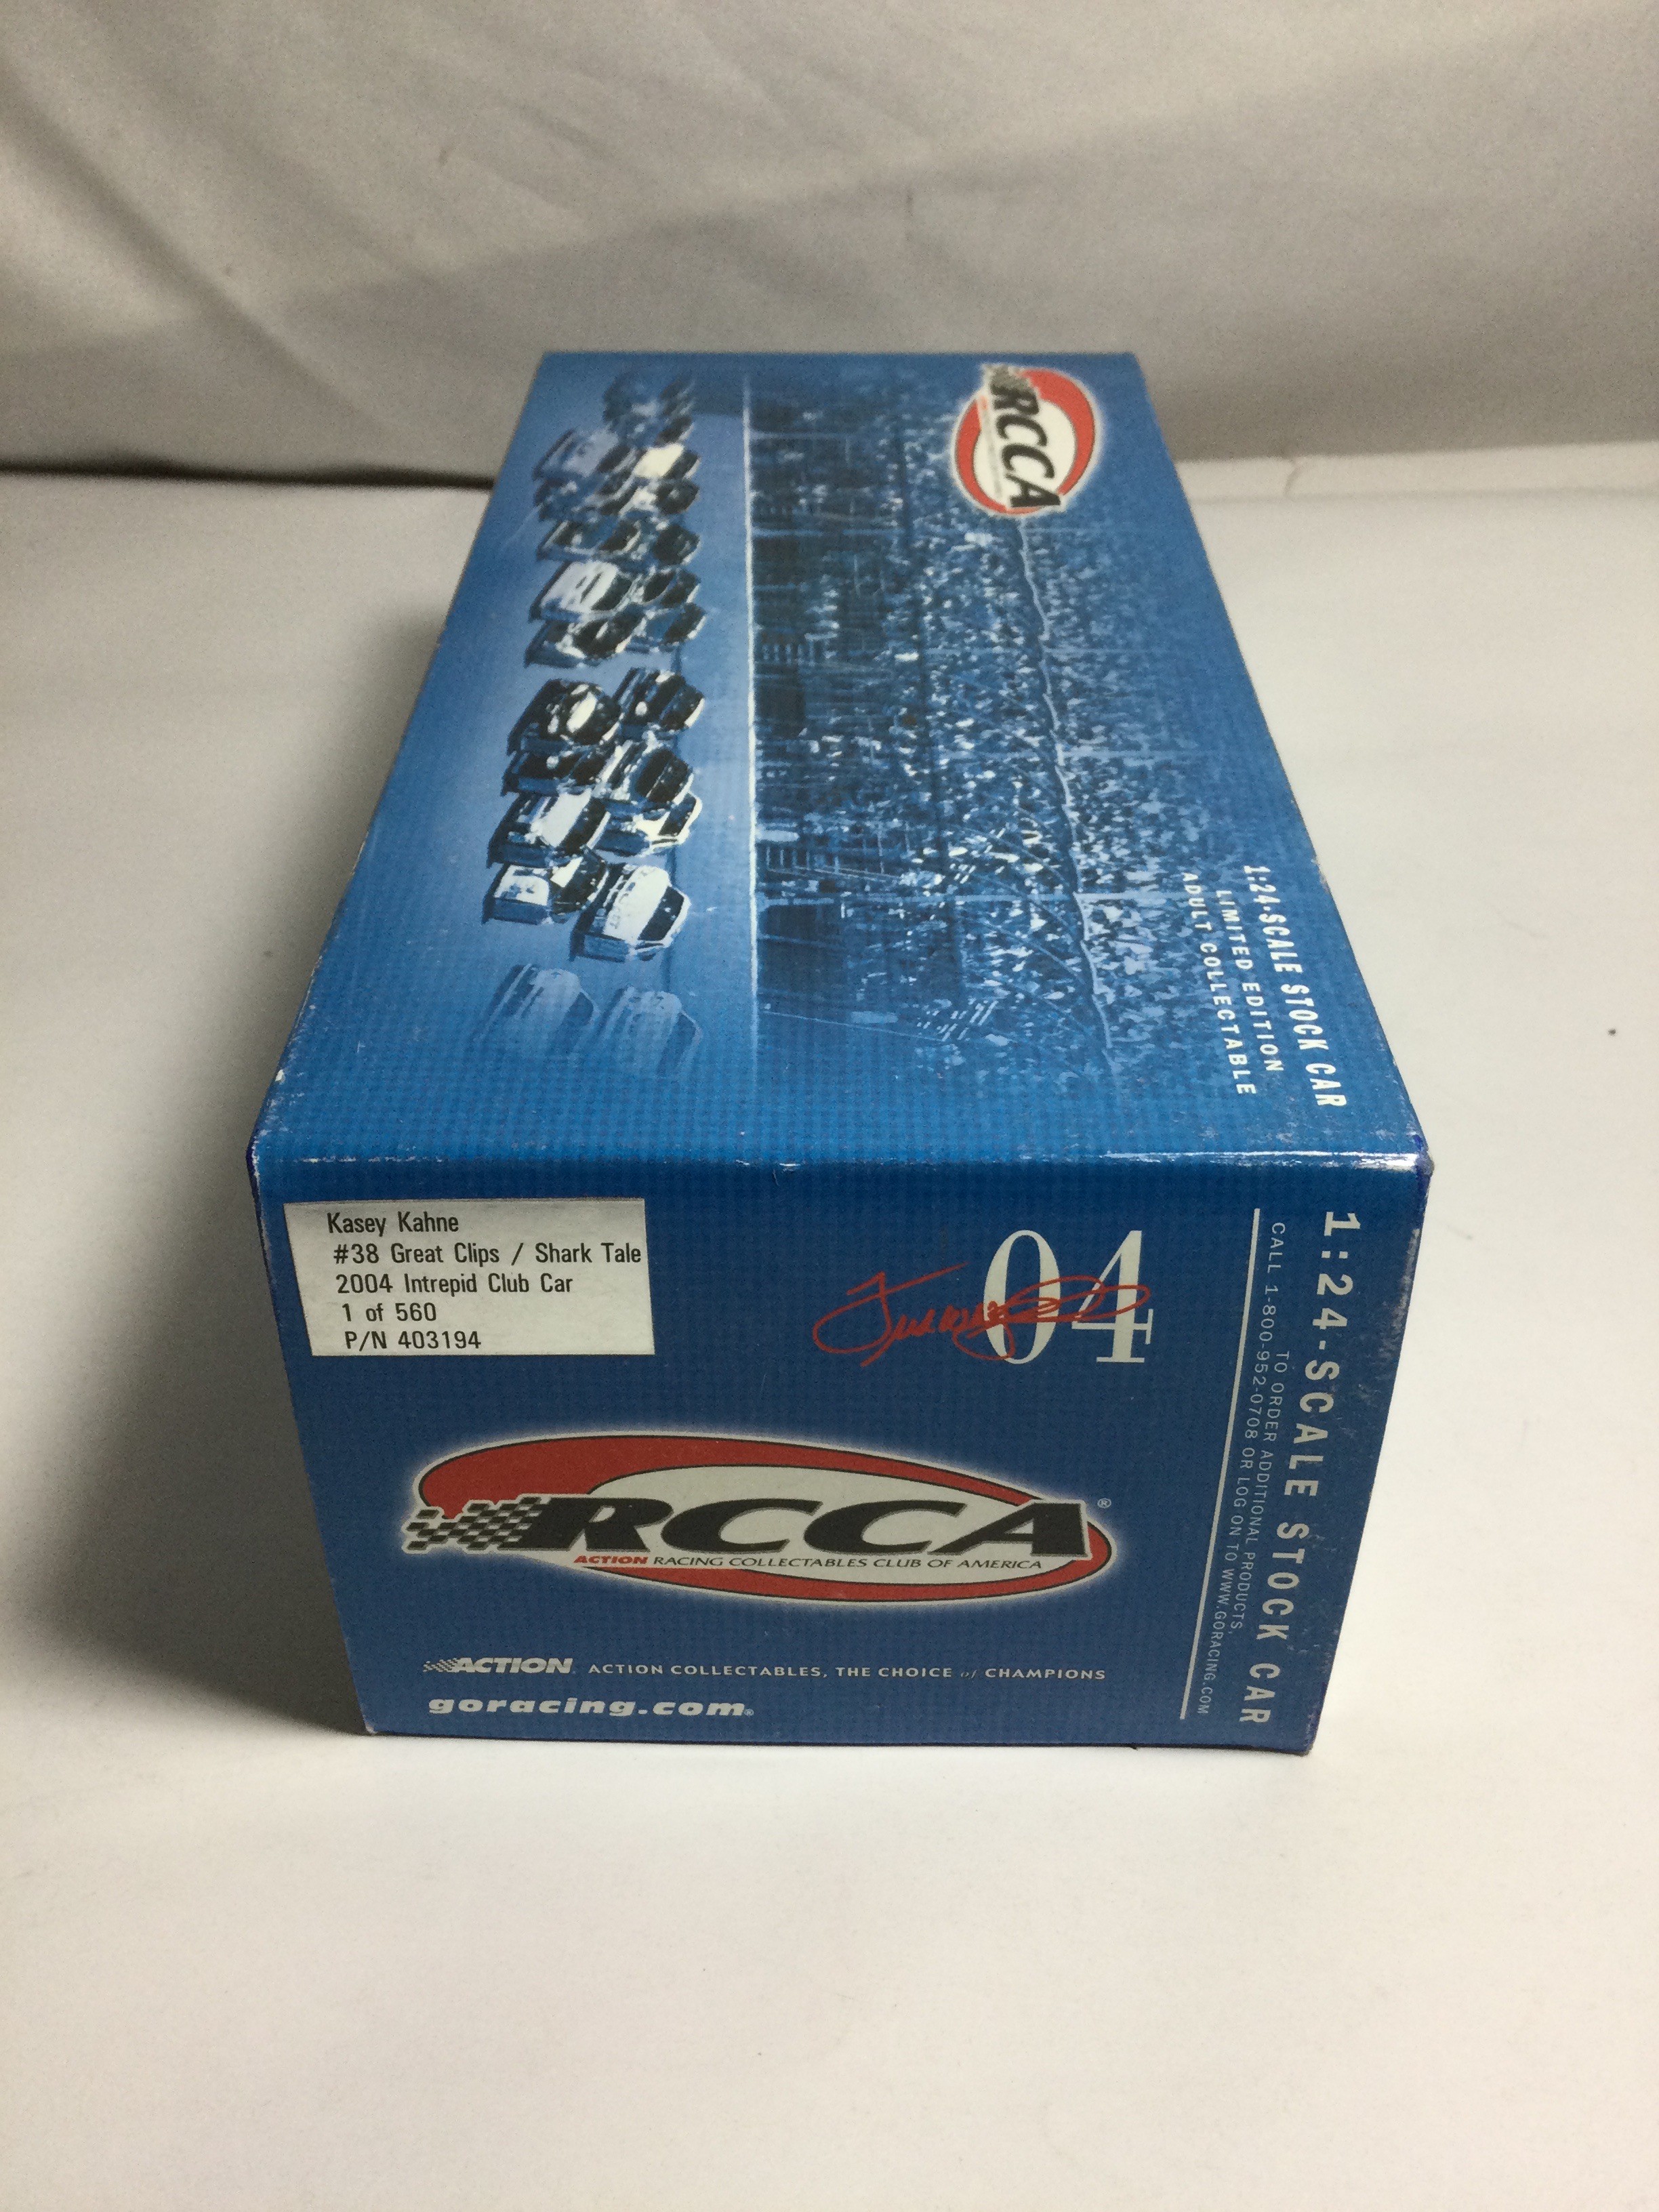 RCCA
1:24-SCALE STOCK CAR
LIMITED EDITION
ADULT COLLECTABLE
Kasey Kahne
#38 Great Clips / Shark Tale
2004 Intrepid Club Car
1 of 560
P/N 403194
04
RCCA®
ACTION RACING COLLECTABLES CLUB OF AMERICA
ACTION ACTION COLLECTABLES, THE CHOICE of CHAMPIONS
goracing.com®
1:24-SCALE STOCK CAR
TO ORDER ADDITIONAL PRODUCTS,
CALL 1-800-952-0708 OR LOG ON TO WWW.GORACING.COM